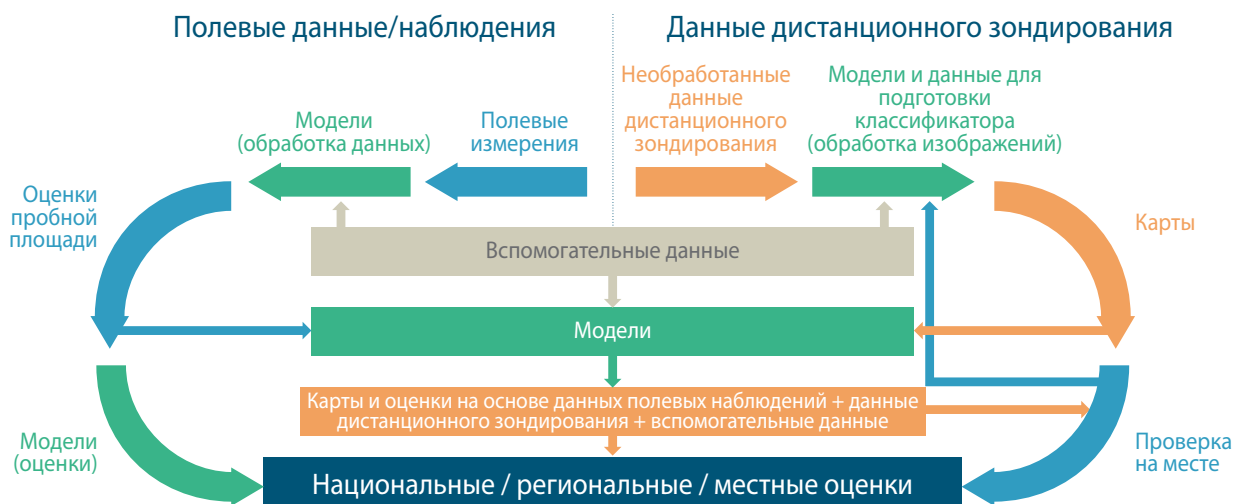 Полевые данные/наблюдения
Данные дистанционного зондирования
Необработанные
данные
дистанционного
зондирования
Модели и данные для
подготовки
классификатора
(обработка изображений)
Модели
(обработка данных)
Полевые
измерения
Оценки
пробной
площади
Карты
Вспомогательные данные
Модели
Карты и оценки на основе данных полевых наблюдений + данные
дистанционного зондирования + вспомогательные данные
Модели
(оценки)
Проверка
на месте
Национальные / региональные / местные оценки